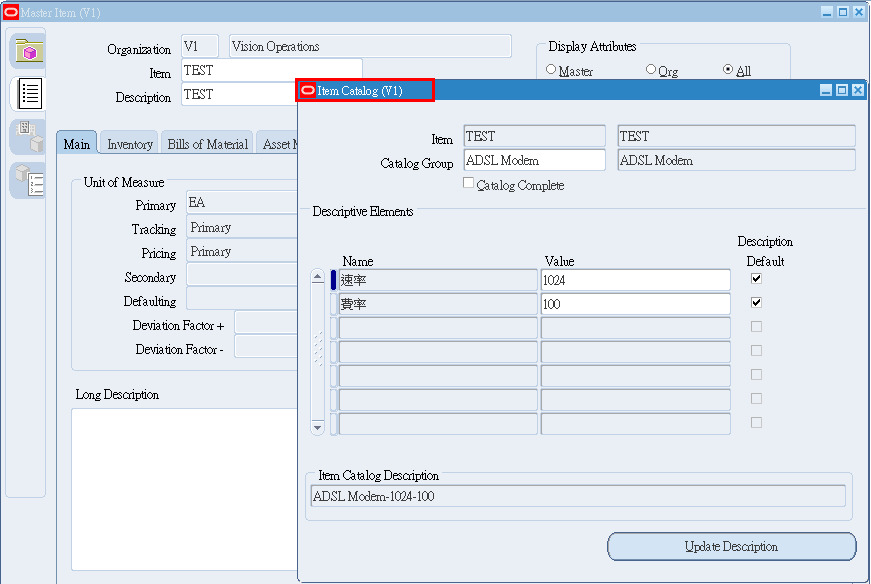 Master Item (V1)
Organization V1 Vision Operations
Item TEST
Description TEST
Display Attributes
Master Org All
Main Inventory Bills of Material Asset M
Unit of Measure
Primary EA
Tracking Primary
Pricing Primary
Secondary
Defaulting
Deviation Factor +
Deviation Factor -
Long Description
Item Catalog (V1)
Item TEST TEST
Catalog Group ADSL Modem ADSL Modem
Catalog Complete
Descriptive Elements
Description
Name Value Default
速率 1024
費率 100
Item Catalog Description
ADSL Modem-1024-100
Update Description